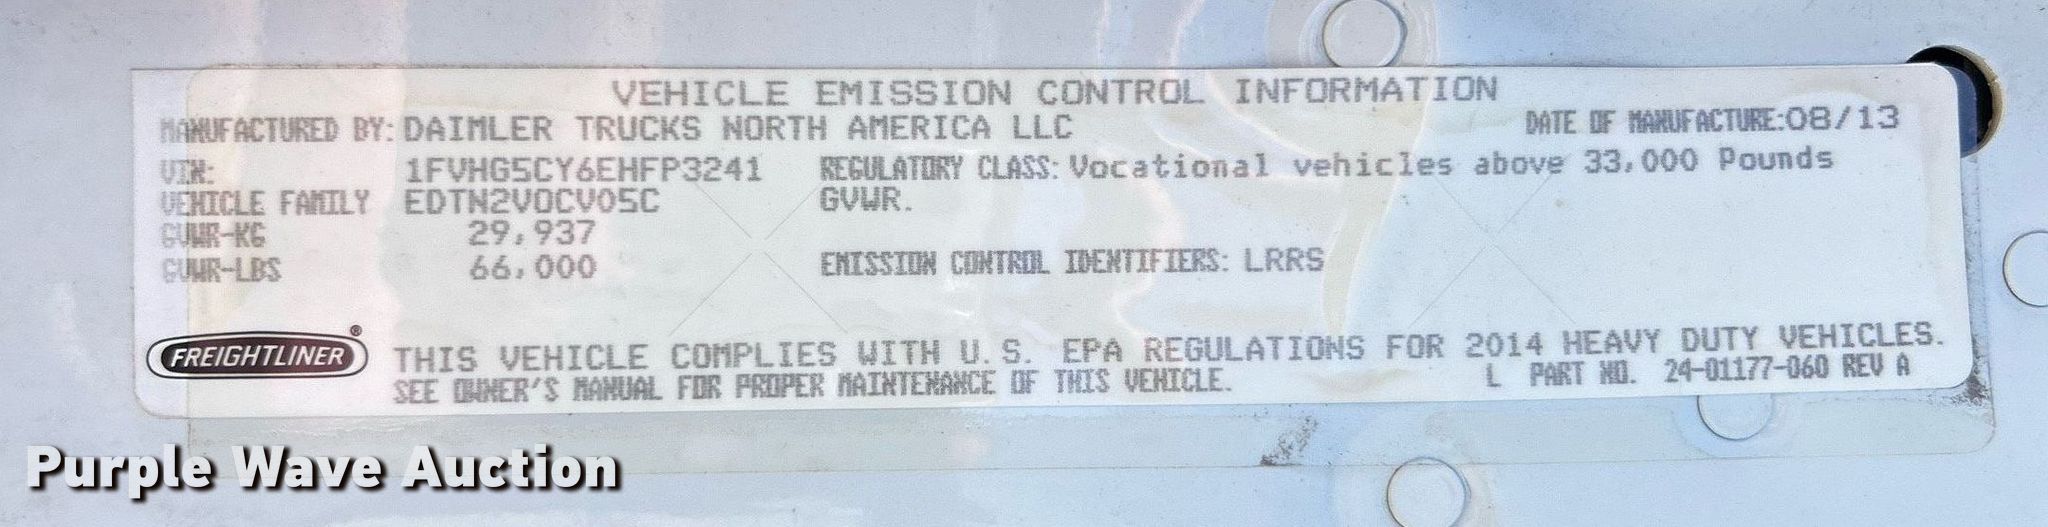 VEHICLE EMISSION CONTROL INFORMATION
MANUFACTURED BY: DAIMLER TRUCKS NORTH AMERICA LLC DATE OF MANUFACTURE: 08/13
VIN: 1FVHG5CY6EHFP3241 REGULATORY CLASS: Vocational vehicles above 33,000 Pounds
VEHICLE FAMILY EDTN2VOCV05C GVWR.
GVWR-KG 29,937
GVWR-LBS 66,000 EMISSION CONTROL IDENTIFIERS: LRRS
FREIGHTLINER® THIS VEHICLE COMPLIES WITH U.S. EPA REGULATIONS FOR 2014 HEAVY DUTY VEHICLES.
SEE OWNER'S MANUAL FOR PROPER MAINTENANCE OF THIS VEHICLE. L PART NO. 24-01177-060 REV A
Purple Wave Auction